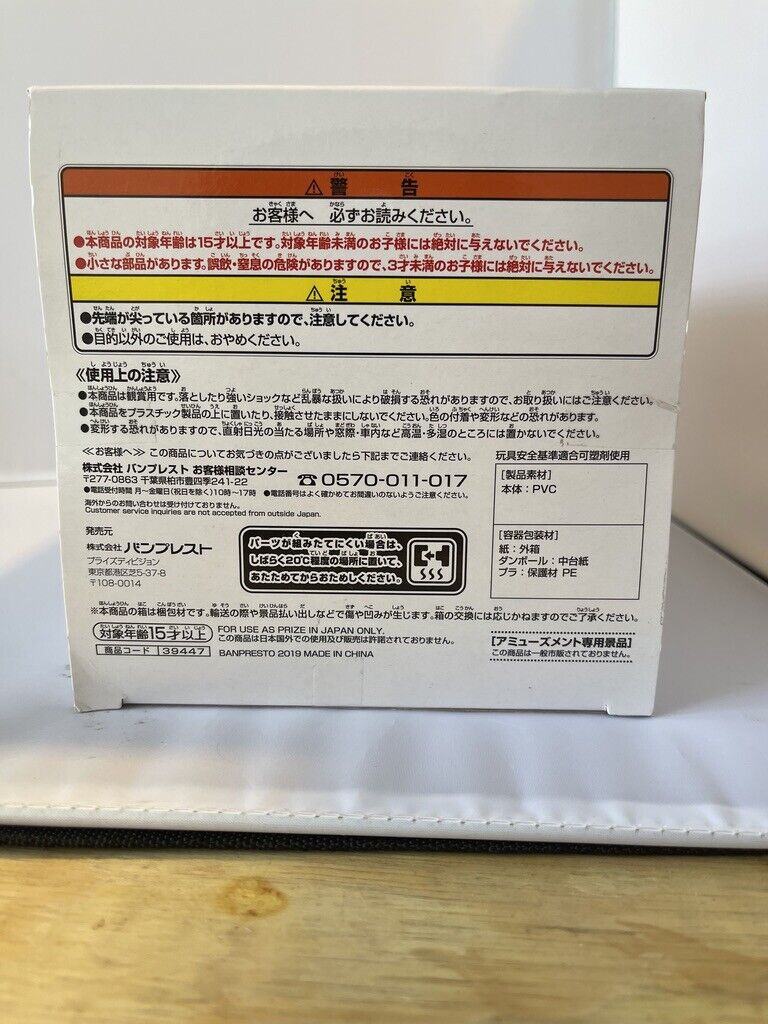 ⚠警告
お客様へ 必ずお読みください。
●本商品の対象年齢は15才以上です。対象年齢未満のお子様には絶対に与えないでください。
●小さな部品があります。誤飲・窒息の危険がありますので、3才未満のお子様には絶対に与えないでください。
⚠注意
●先端が尖っている箇所がありますので、注意してください。
●目的以外のご使用は、おやめください。
《使用上の注意》
●本商品は観賞用です。落としたり強いショックなど乱暴な扱いにより破損する恐れがありますので、お取り扱いにはご注意ください。
●本商品をプラスチック製品の上に置いたり、接触させたままにしないでください。色の付着や変形などの恐れがあります。
●変形する恐れがありますので、直射日光の当たる場所や窓際・車内など高温・多湿のところには置かないでください。
≪お客様へ≫ この商品についてお気づきの点がございましたら下記までご連絡ください。
株式会社 バンプレスト お客様相談センター
〒277-0863 千葉県柏市豊四季241-22
☎0570-011-017
●電話受付時間 月〜金曜日(祝日を除く)10時〜17時 ●電話番号はよく確かめてお間違いのないようご注意ください。
海外からのお問い合わせは受け付けておりません。
Customer service inquiries are not accepted from outside Japan.
玩具安全基準適合可塑剤使用
[製品素材]
本体:PVC
[容器包装材]
紙:外箱
ダンボール:中台紙
プラ:保護材 PE
発売元
株式会社 バンプレスト
プライズディビジョン
東京都港区芝5-37-8
〒108-0014
パーツが組みたてにくい場合は、
しばらく20℃程度の場所に置いて、
あたためてからおためしください。
※本商品の箱は梱包材です。輸送の際や景品払い出しなどで傷や凹みが生じます。箱の交換には応じかねますのでご了承ください。
対象年齢15才以上
商品コード 39447
FOR USE AS PRIZE IN JAPAN ONLY.
この商品は日本国外での使用及び販売は許諾されておりません。
BANPRESTO 2019 MADE IN CHINA
[アミューズメント専用景品]
この商品は一般市販されておりません。